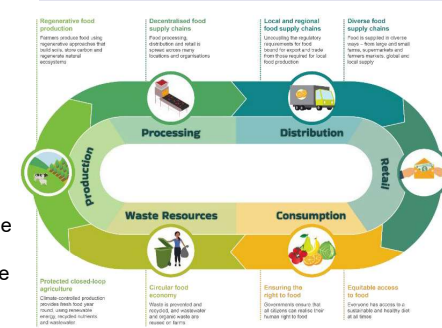 Regenerative food
production
Farmers produce food using
regenerative approaches that
build soils, store carbon and
regenerate natural
ecosystems
Decentralised food
supply chains
Food processing,
distribution and retail is
spread across many
locations and organisations
Local and regional
food supply chains
Uncoupling the regulatory
requirements for food
bound for export and trade
from those required for local
food production
Diverse food
supply chains
Food is supplied in diverse
ways – from large and small
farms, supermarkets and
farmers markets, global and
local supply
Processing
Distribution
Production
Retail
Waste Resources
Consumption
e
e
Protected closed-loop
agriculture
Climate-controlled production
provides fresh food year
round, using renewable
energy, recycled nutrients
and wastewater
Circular food
economy
Waste is prevented and
recycled, and wastewater
and organic waste are
reused on farms
Ensuring the
right to food
Governments ensure that
all citizens can realise their
human right to food
Equitable access
to food
Everyone has access to a
sustainable and healthy diet
at all times